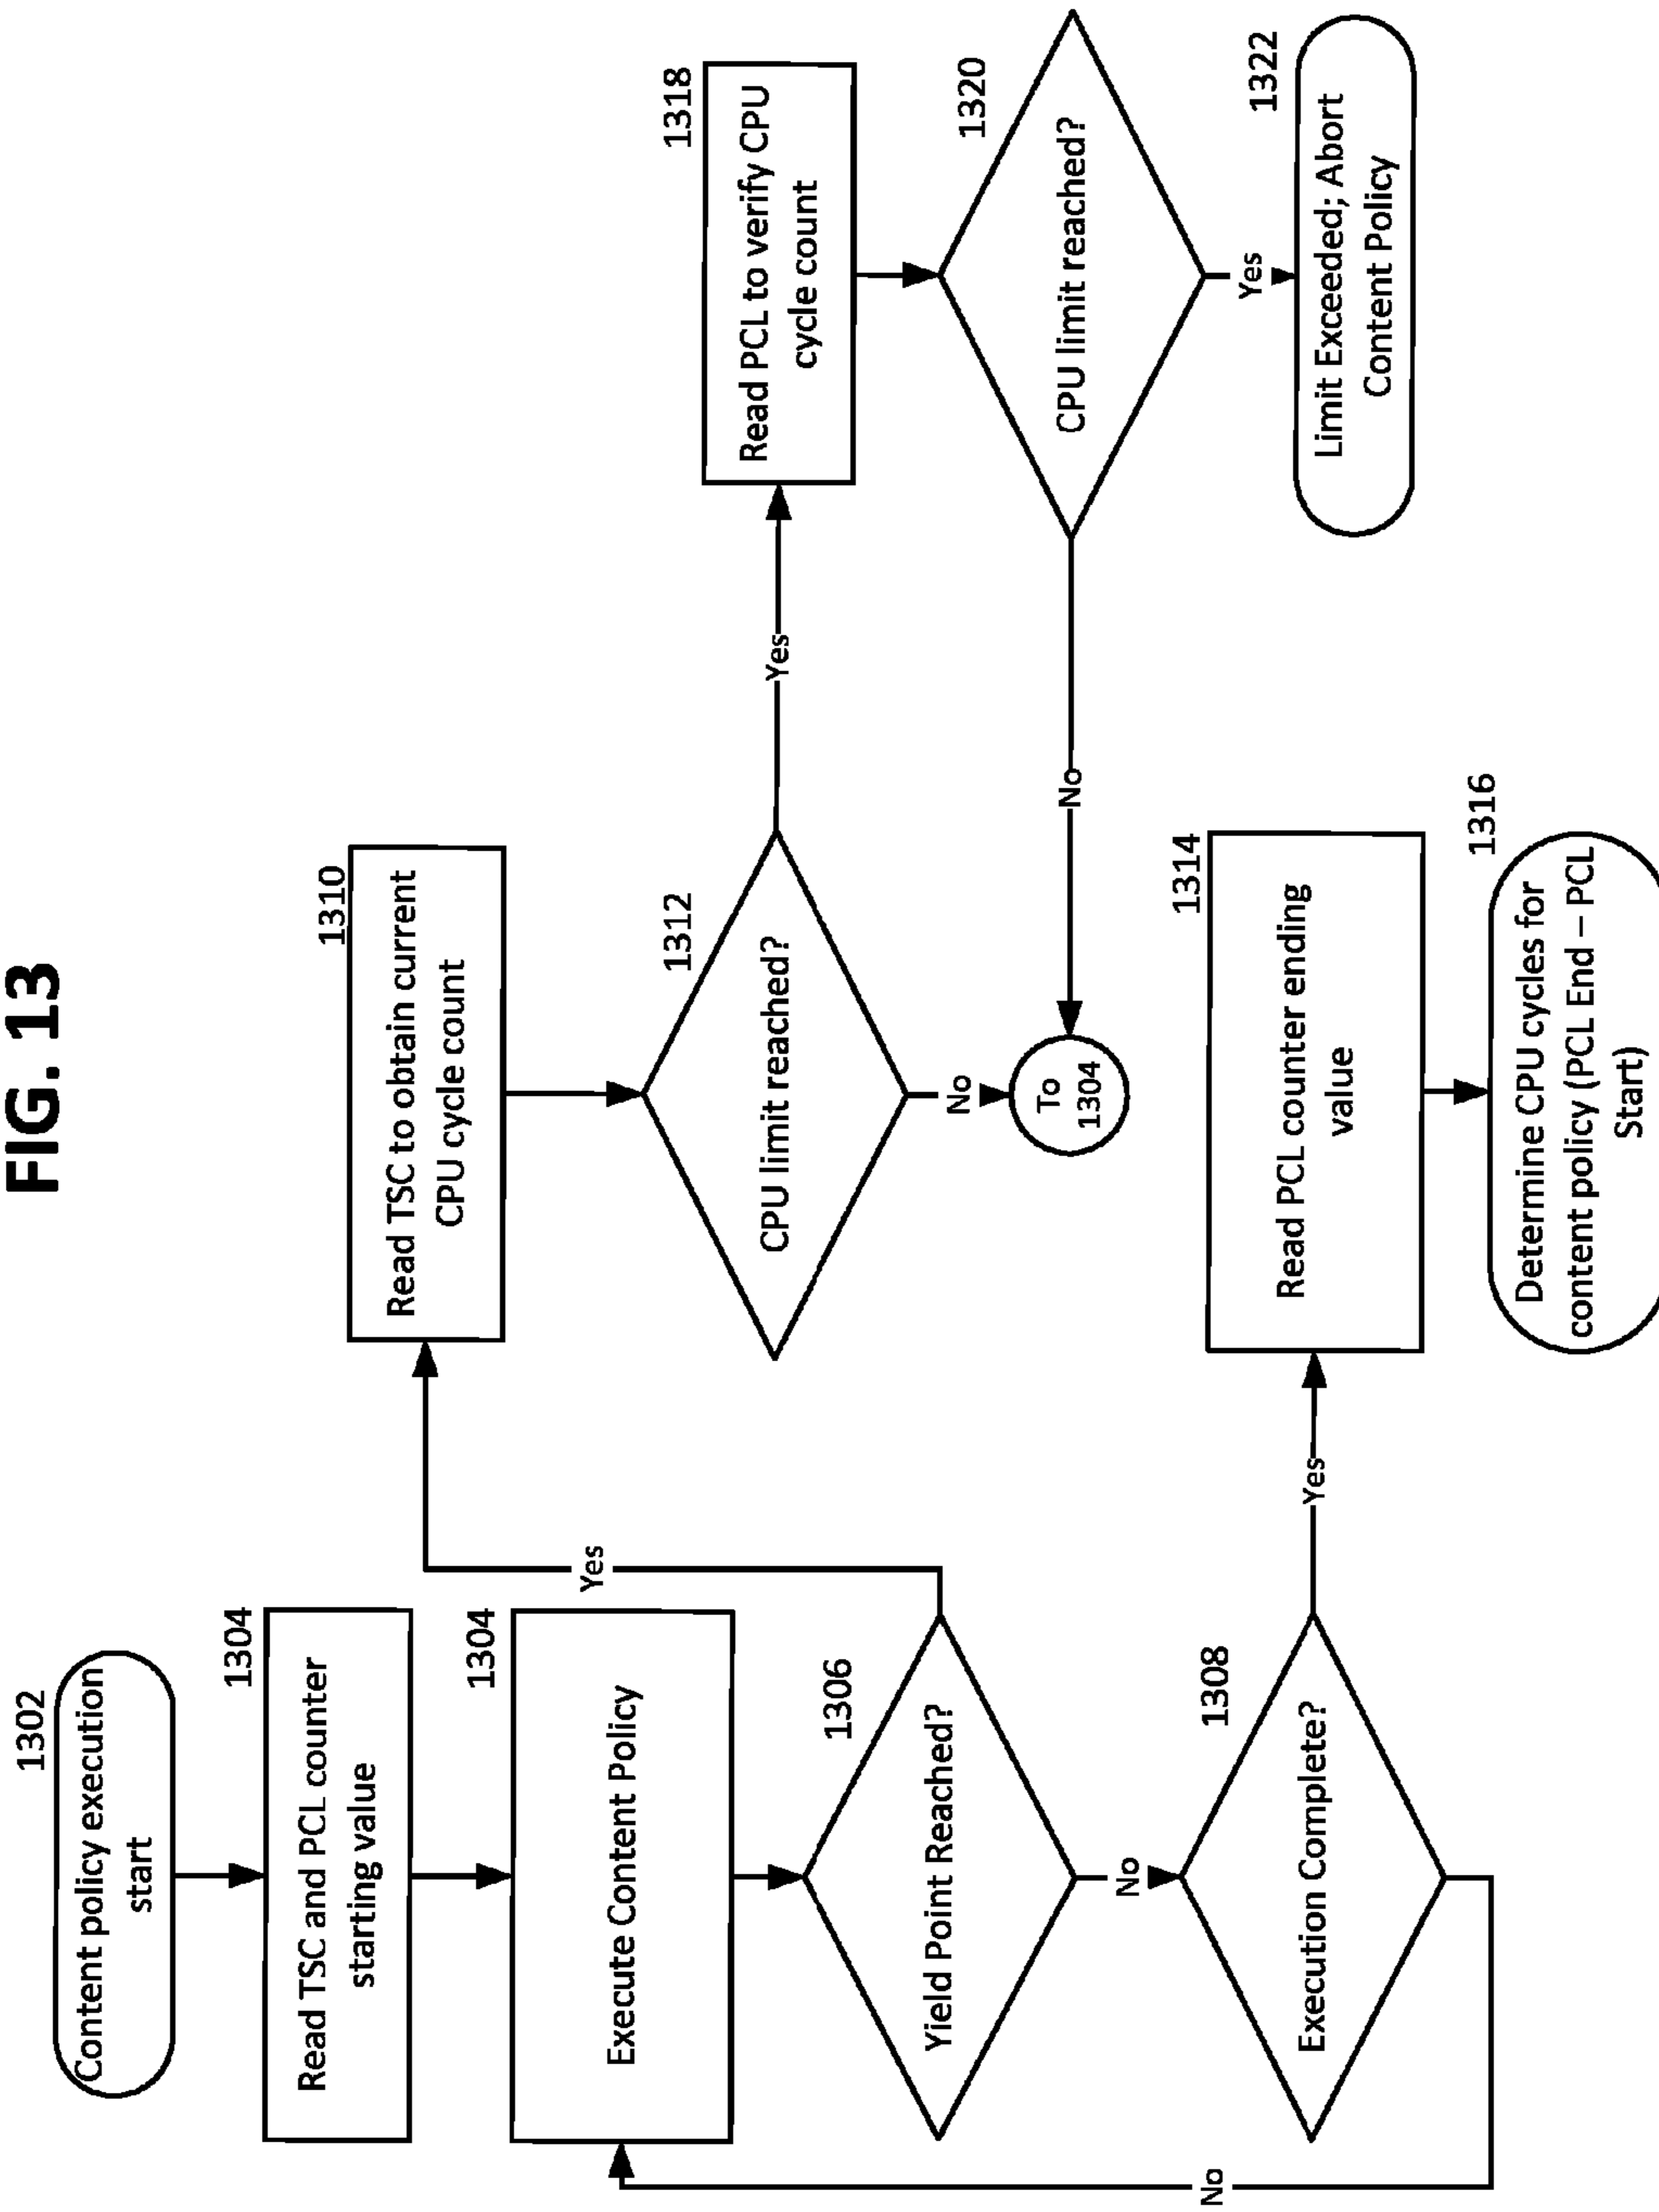 FIG. 13
1302
Content policy execution
start
1304
Read TSC and PCL counter
starting value
1304
Execute Content Policy
1306
Yield Point Reached?
Yes
No
1308
Execution Complete?
Yes
No
1310
Read TSC to obtain current
CPU cycle count
1312
CPU limit reached?
Yes
No
To
1304
1314
Read PCL counter ending
value
1316
Determine CPU cycles for
content policy (PCL End – PCL
Start)
1318
Read PCL to verify CPU
cycle count
1320
CPU limit reached?
No
Yes
1322
Limit Exceeded; Abort
Content Policy